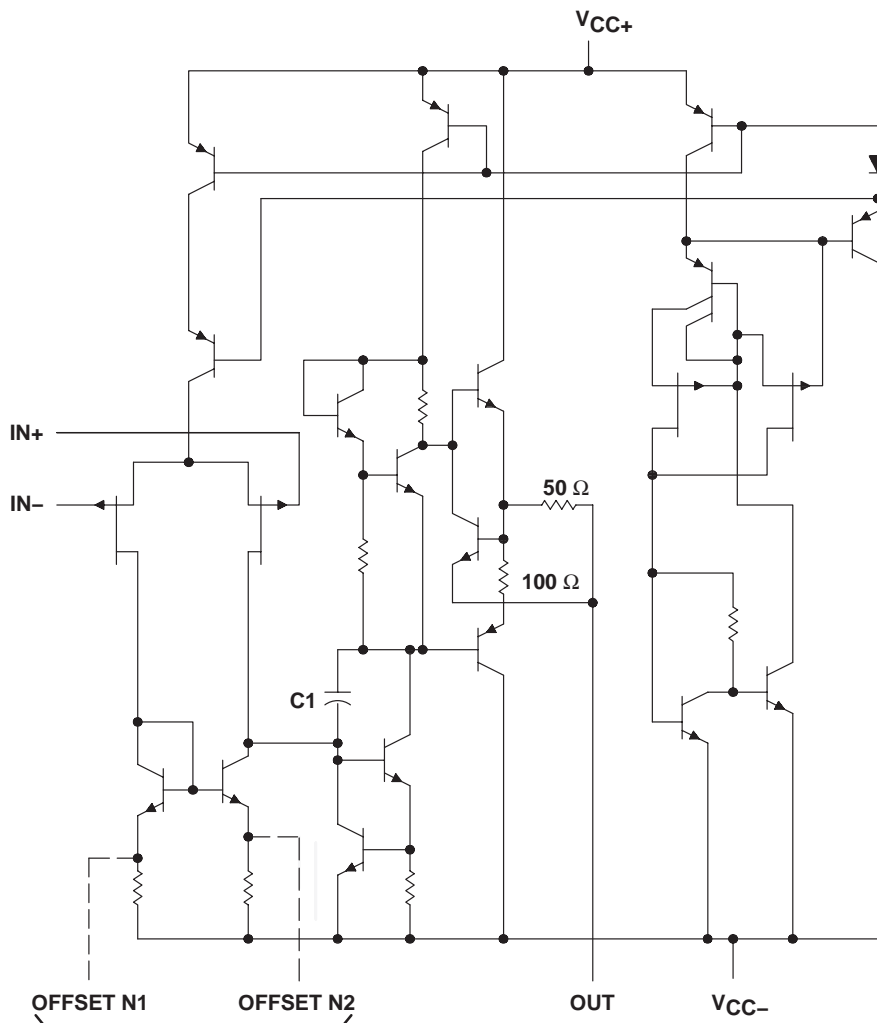 VCC+
IN+
IN−
50 Ω
100 Ω
C1
OFFSET N1
OFFSET N2
OUT
VCC−